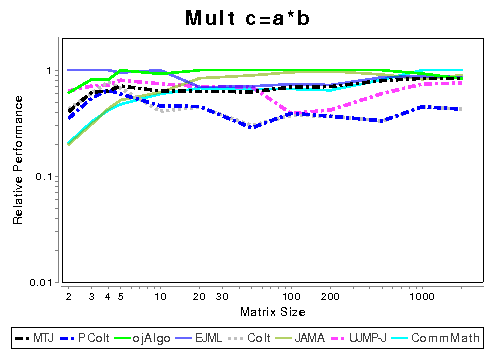 Mult c=a*b
1
0.1
0.01
Relative Performance
2 3 4 5 10 20 30 100 200 1000
Matrix Size
MTJ PColt ojAlgo EJML Colt JAMA UJMP-J CommMath